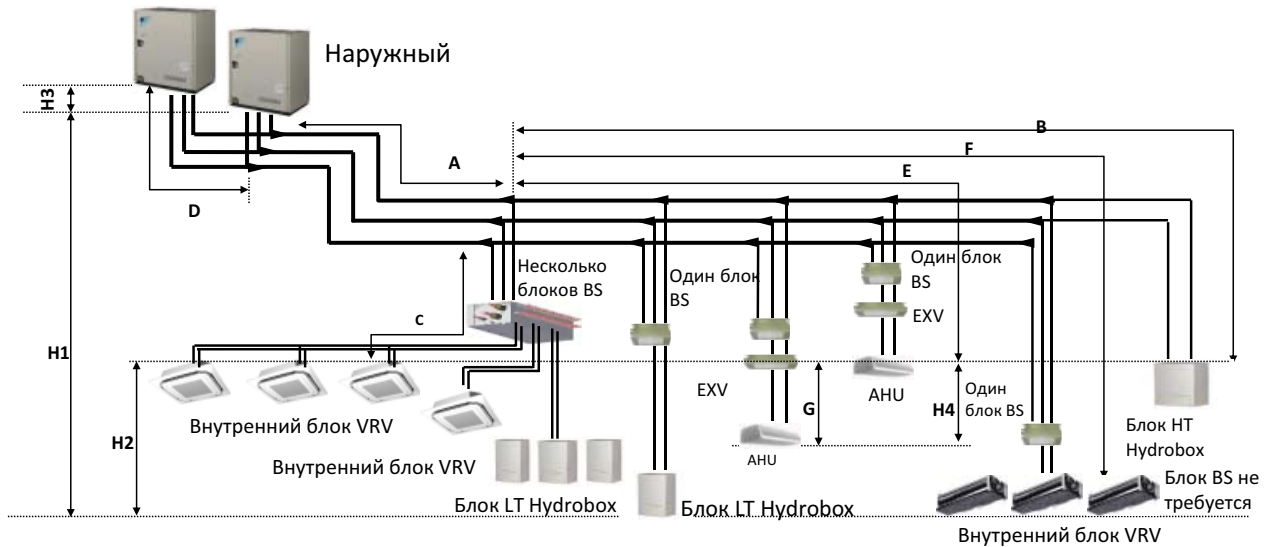 Наружный
H3
B
F
A
E
D
Несколько
блоков BS
Один блок
BS
Один блок
BS
EXV
C
H1
H2
EXV
G
AHU
H4
Один
блок BS
AHU
Внутренний блок VRV
Внутренний блок VRV
Блок LT Hydrobox
Блок LT Hydrobox
Блок HT
Hydrobox
Блок BS не
требуется
Внутренний блок VRV